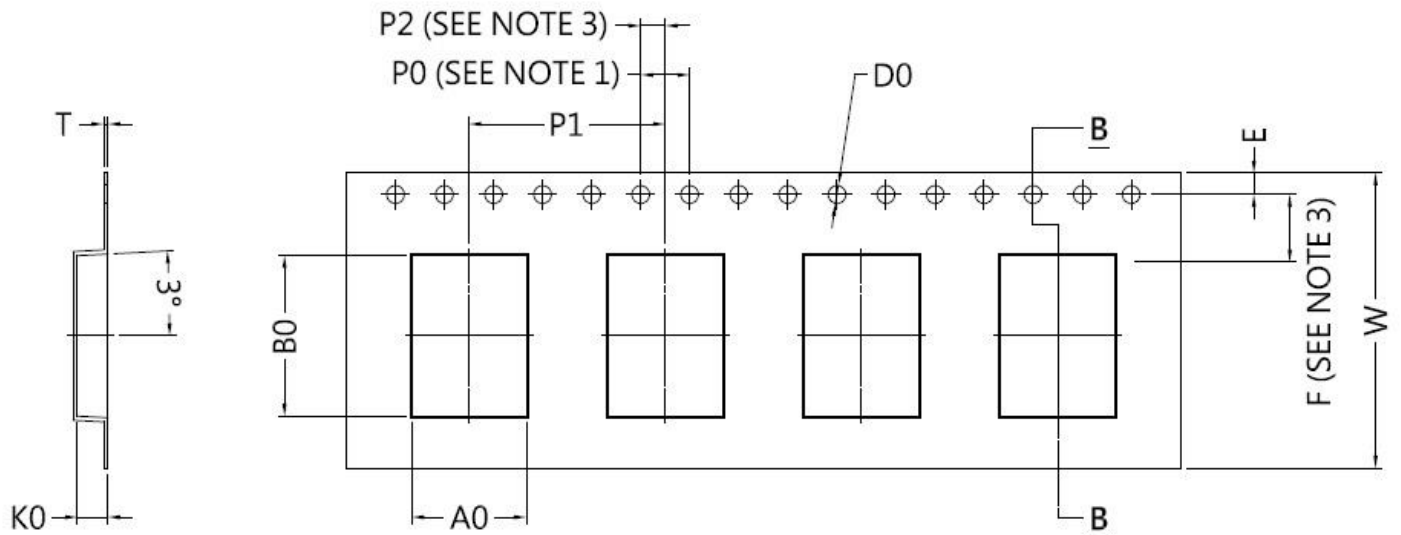 P2 (SEE NOTE 3)
P0 (SEE NOTE 1)
D0
T
P1
B
E
3°
B0
F (SEE NOTE 3)
W
K0
A0
B